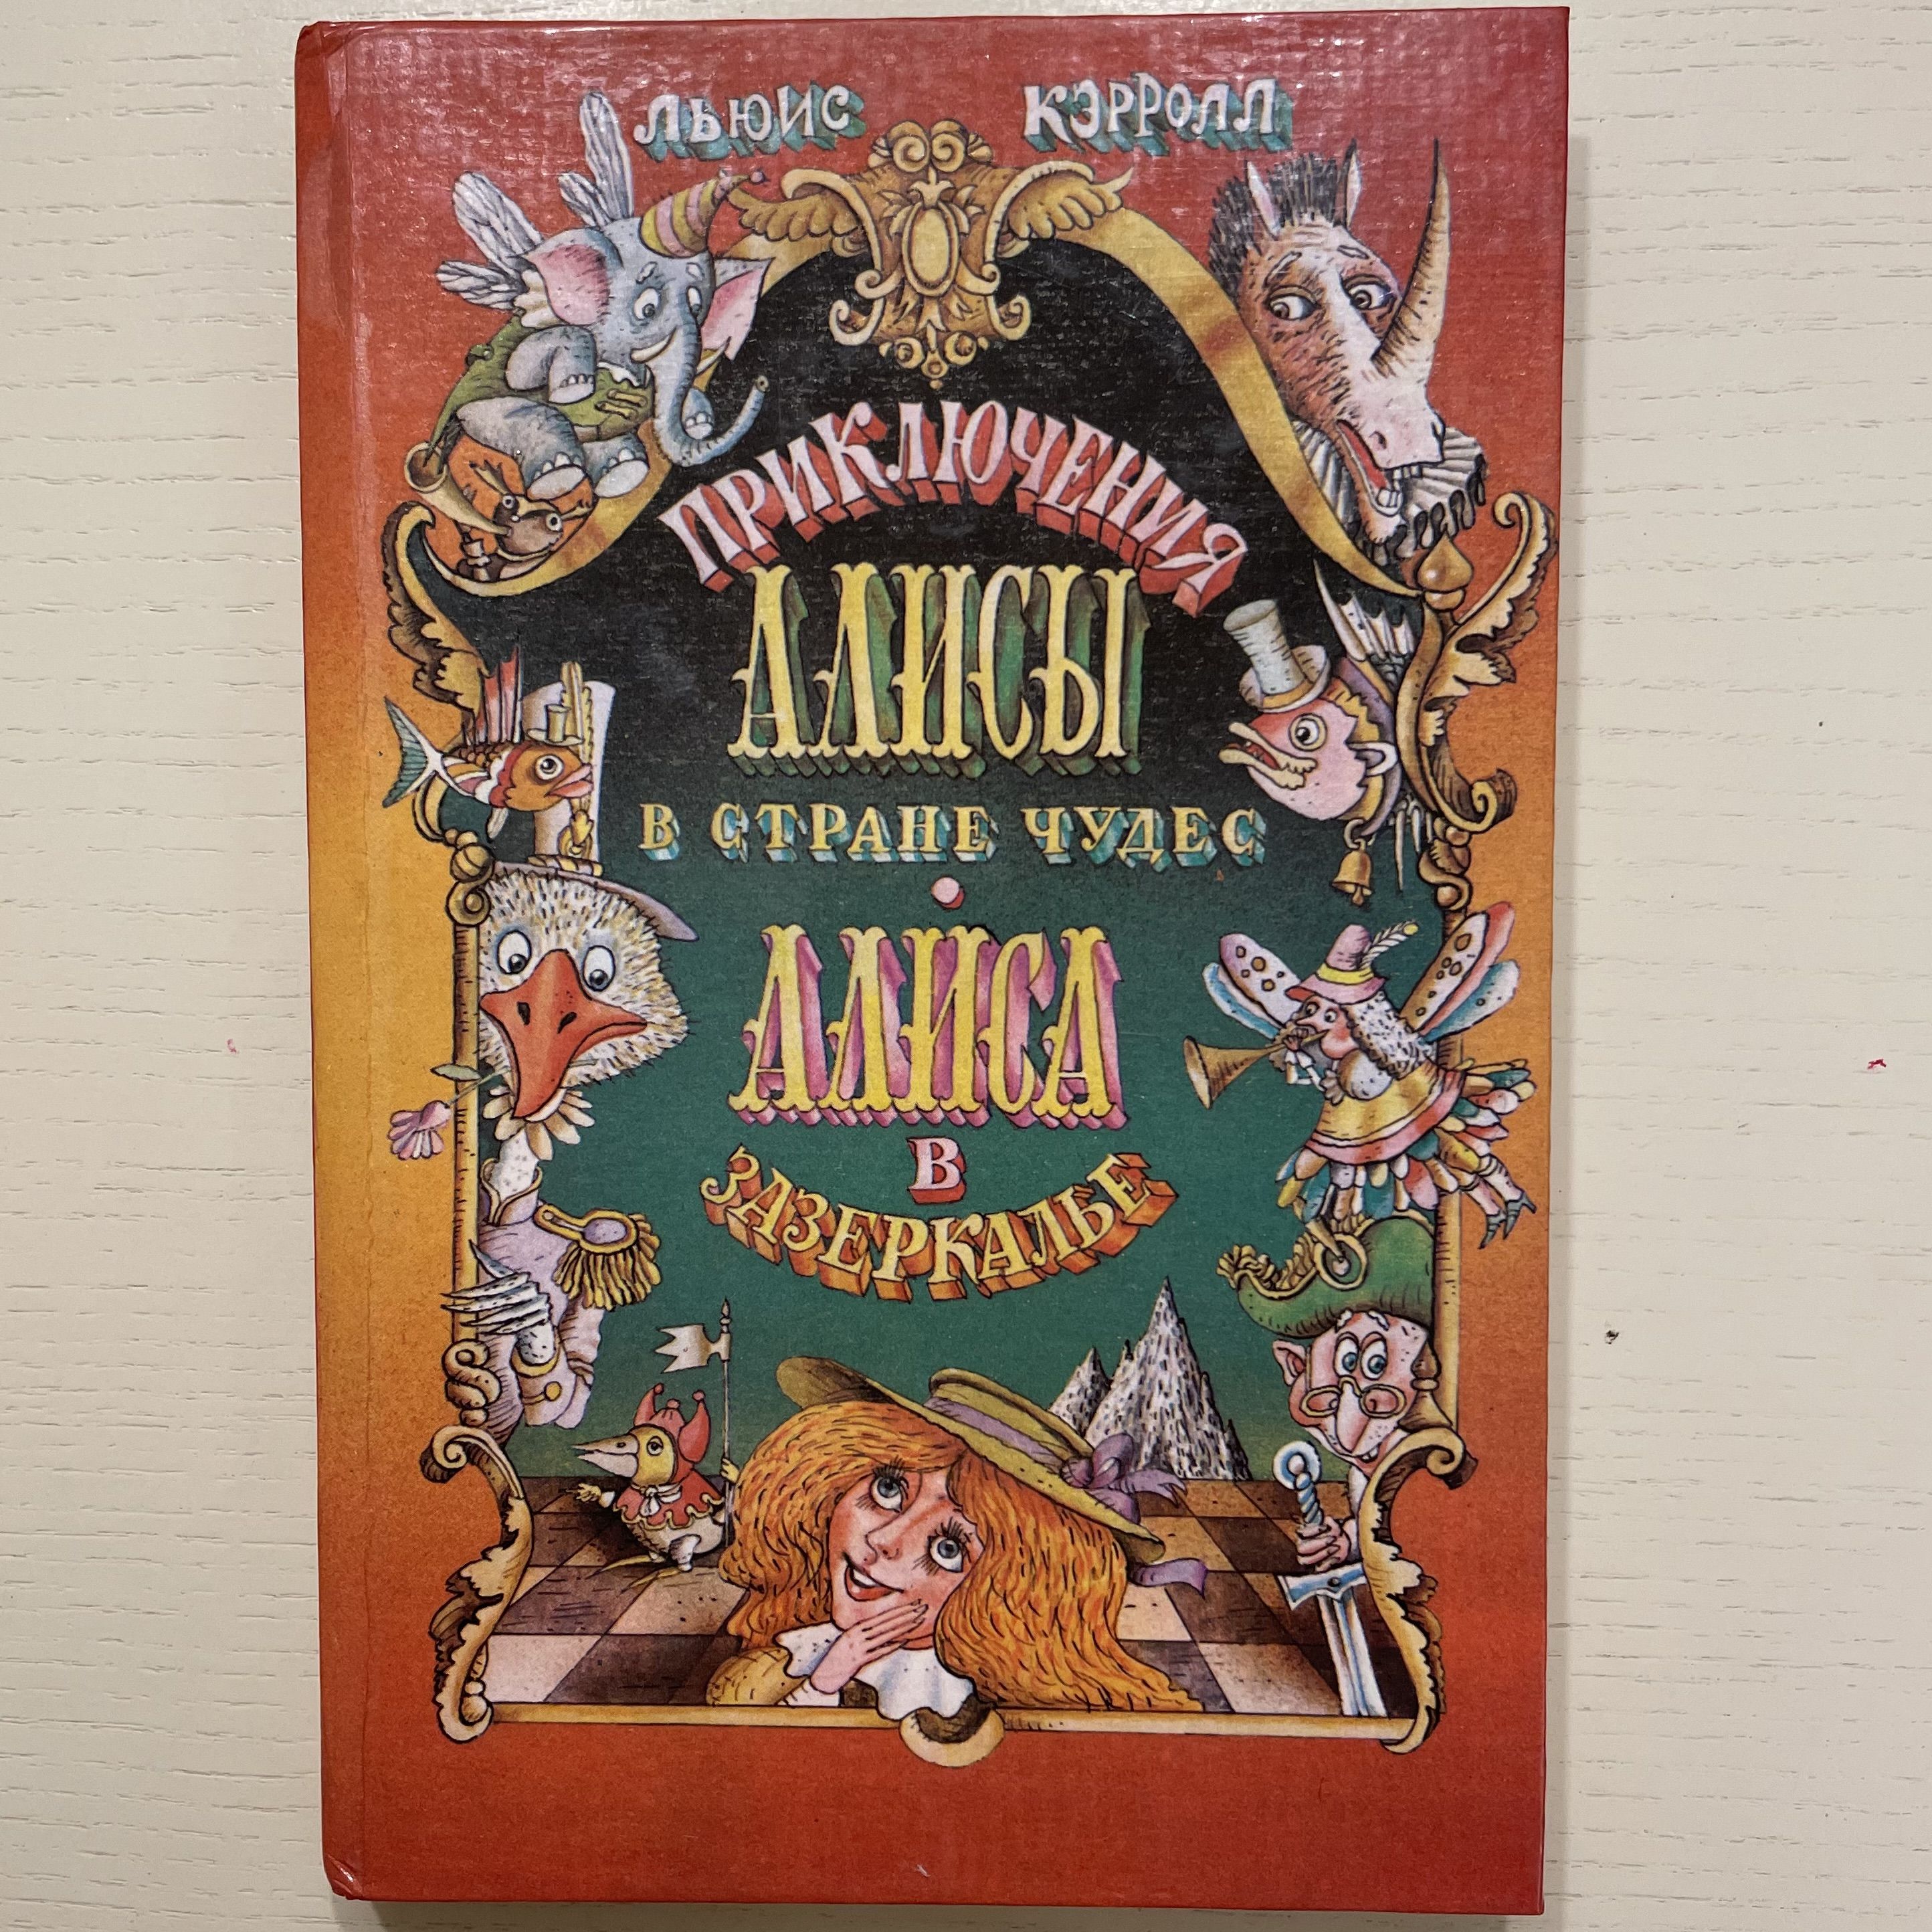 ЛЬЮИС КЭРРОЛЛ
ПРИКЛЮЧЕНИЯ
АЛИСЫ
В СТРАНЕ ЧУДЕС
•
АЛИСА
В
ЗАЗЕРКАЛЬЕ